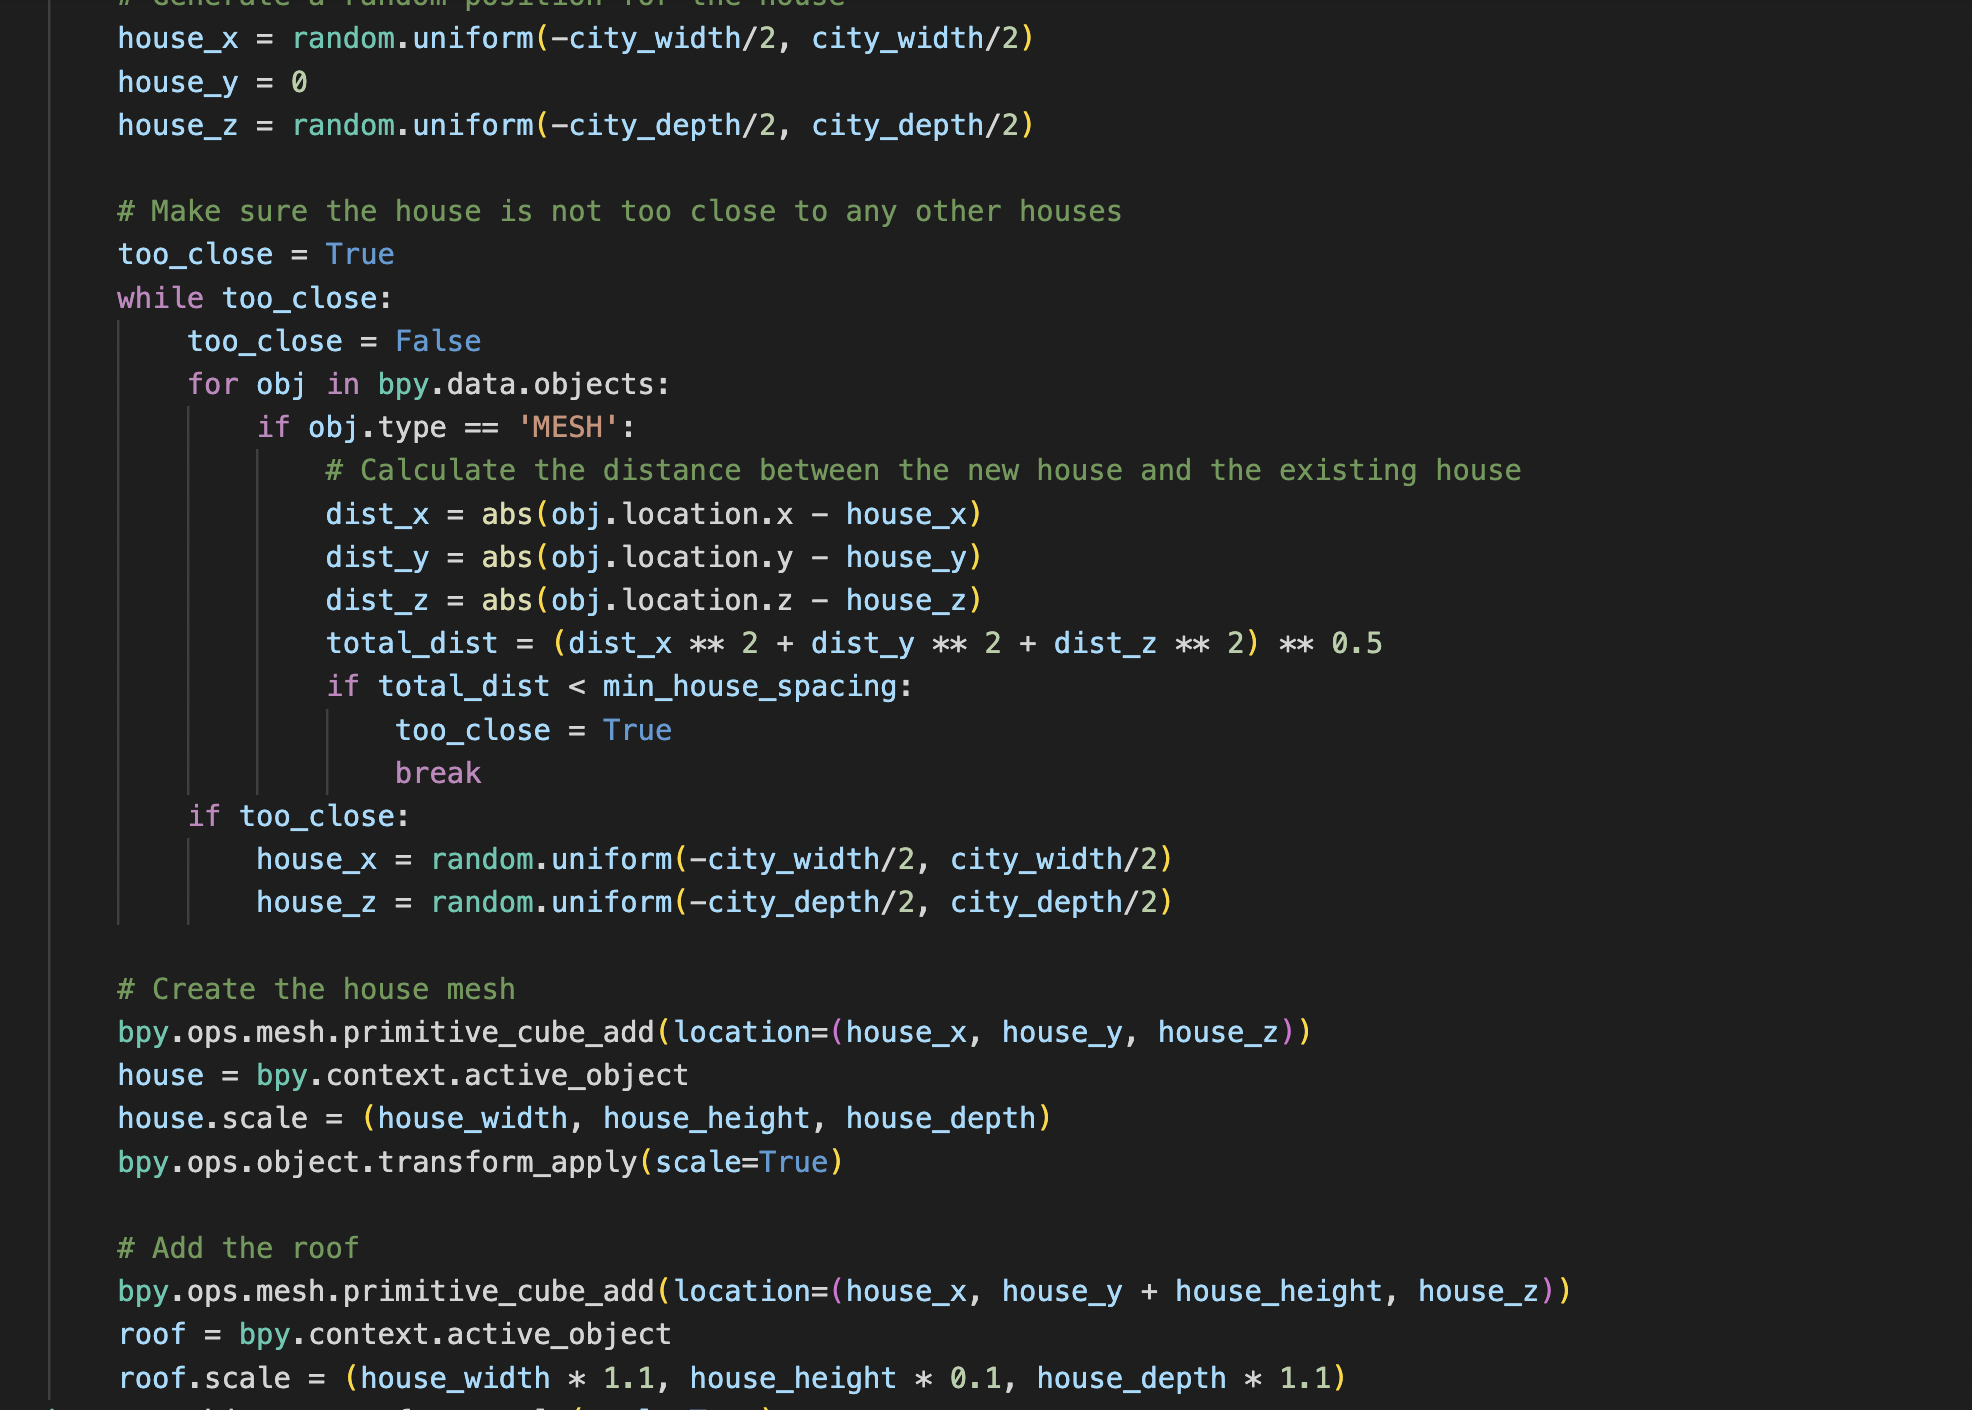 # Generate a random position for the house
house_x = random.uniform(-city_width/2, city_width/2)
house_y = 0
house_z = random.uniform(-city_depth/2, city_depth/2)
# Make sure the house is not too close to any other houses
too_close = True
while too_close:
    too_close = False
    for obj in bpy.data.objects:
        if obj.type == 'MESH':
            # Calculate the distance between the new house and the existing house
            dist_x = abs(obj.location.x - house_x)
            dist_y = abs(obj.location.y - house_y)
            dist_z = abs(obj.location.z - house_z)
            total_dist = (dist_x ** 2 + dist_y ** 2 + dist_z ** 2) ** 0.5
            if total_dist < min_house_spacing:
                too_close = True
                break
    if too_close:
        house_x = random.uniform(-city_width/2, city_width/2)
        house_z = random.uniform(-city_depth/2, city_depth/2)
# Create the house mesh
bpy.ops.mesh.primitive_cube_add(location=(house_x, house_y, house_z))
house = bpy.context.active_object
house.scale = (house_width, house_height, house_depth)
bpy.ops.object.transform_apply(scale=True)
# Add the roof
bpy.ops.mesh.primitive_cube_add(location=(house_x, house_y + house_height, house_z))
roof = bpy.context.active_object
roof.scale = (house_width * 1.1, house_height * 0.1, house_depth * 1.1)